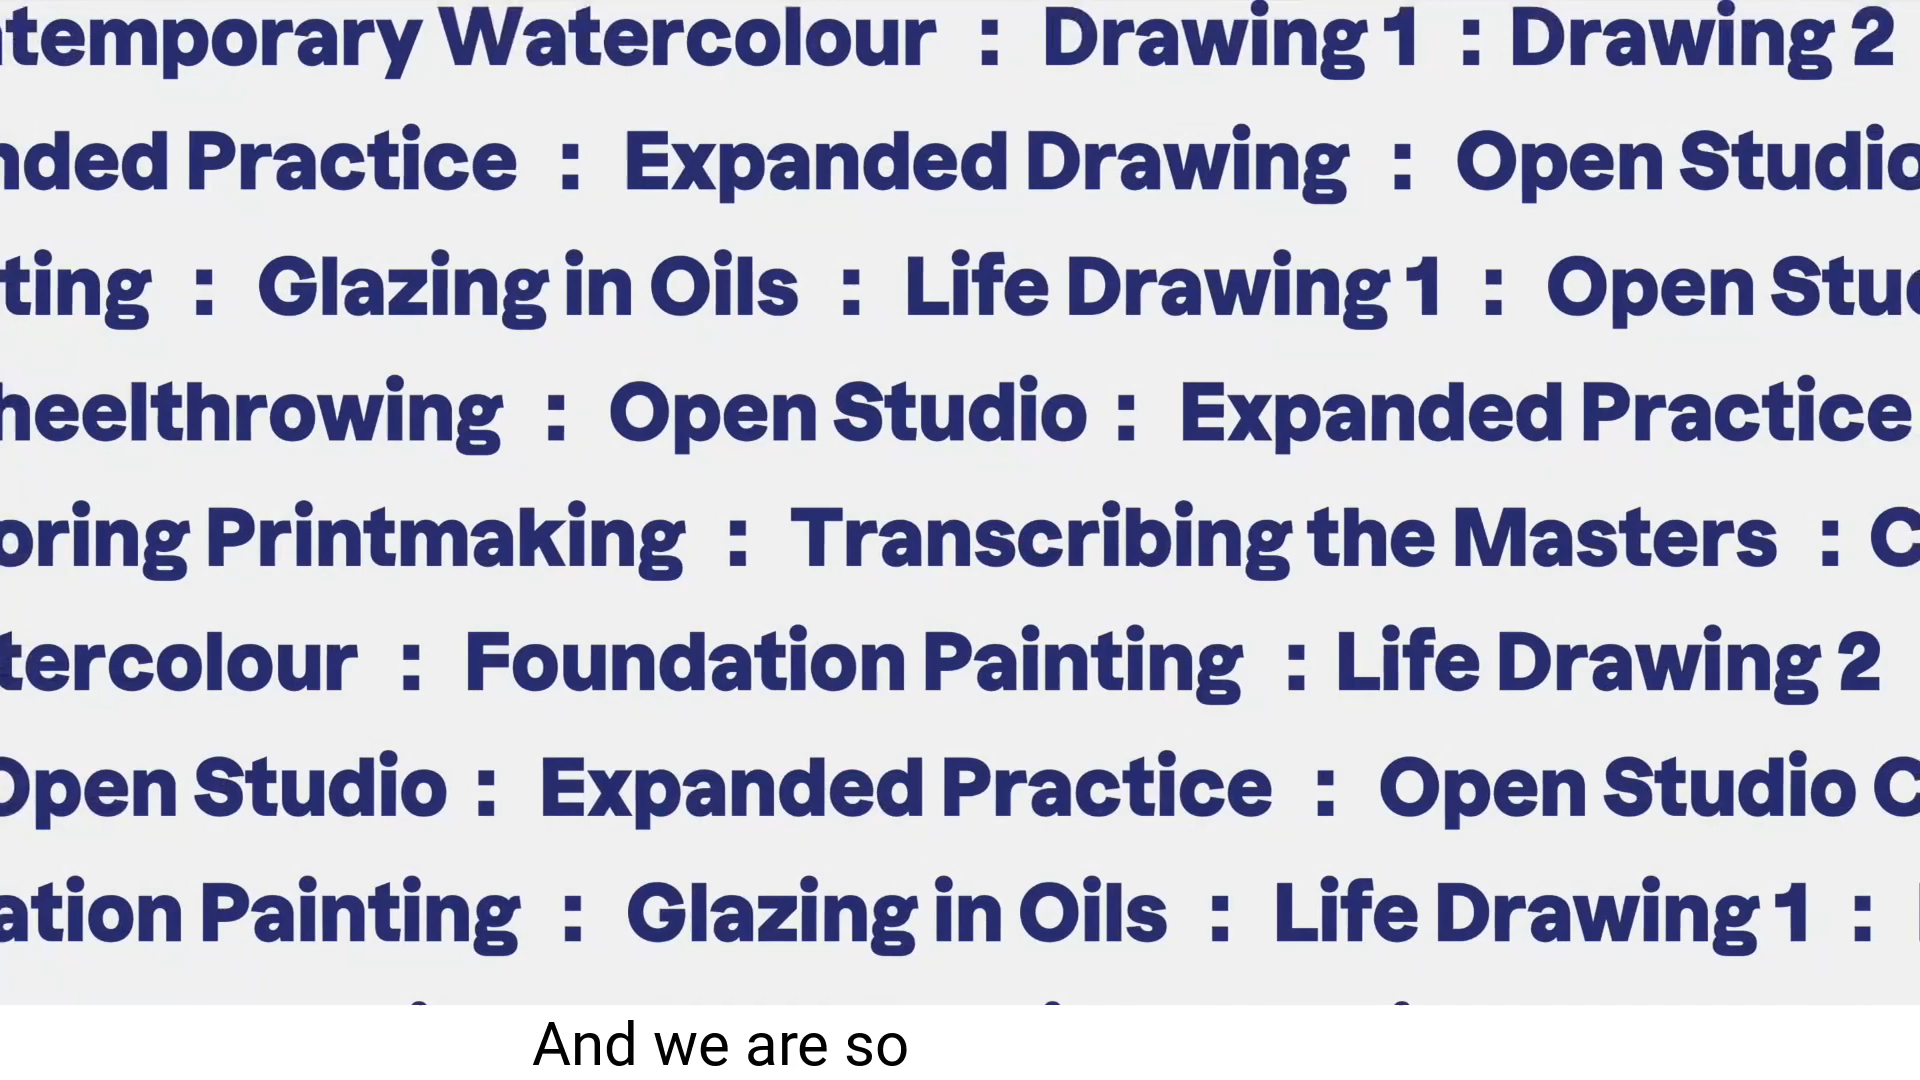 temporary Watercolour : Drawing 1 : Drawing 2
nded Practice : Expanded Drawing : Open Studio
ting : Glazing in Oils : Life Drawing 1 : Open Stud
heelthrowing : Open Studio : Expanded Practice
oring Printmaking : Transcribing the Masters : C
tercolour : Foundation Painting : Life Drawing 2
Open Studio : Expanded Practice : Open Studio C
ation Painting : Glazing in Oils : Life Drawing 1 :
And we are so